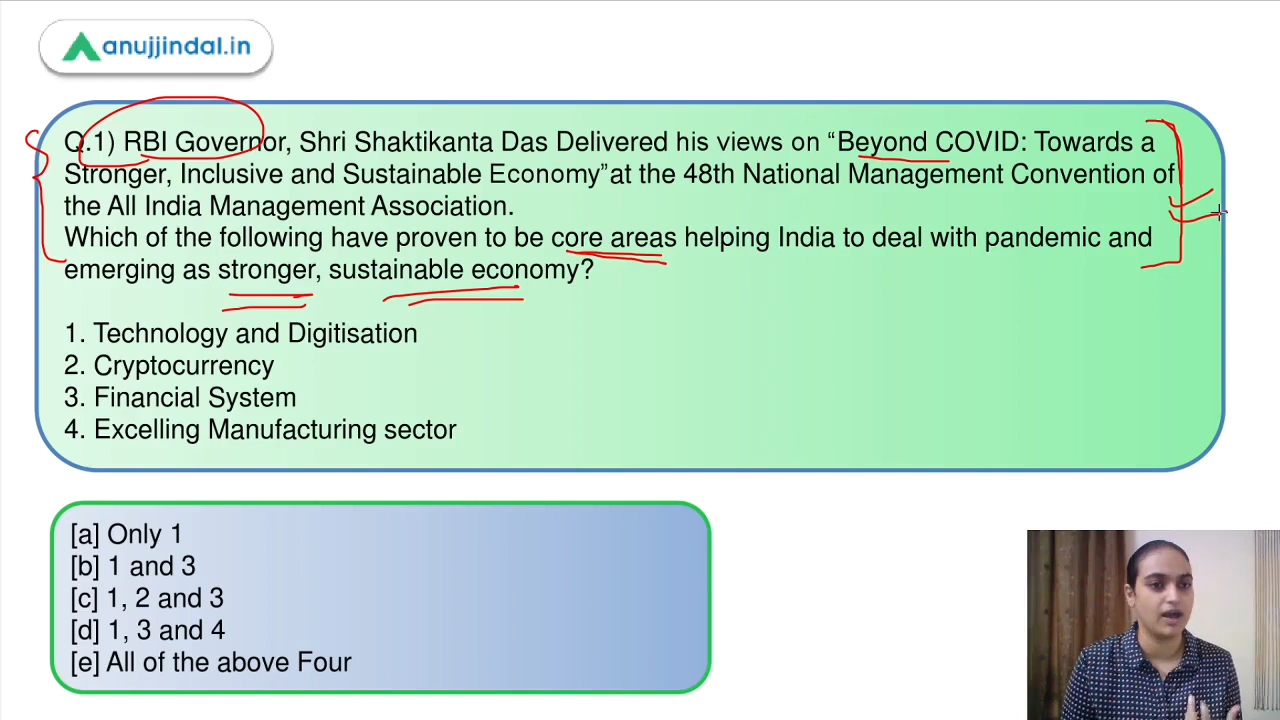 anujjindal.in
Q.1) RBI Governor, Shri Shaktikanta Das Delivered his views on “Beyond COVID: Towards a
Stronger, Inclusive and Sustainable Economy”at the 48th National Management Convention of
the All India Management Association.
Which of the following have proven to be core areas helping India to deal with pandemic and
emerging as stronger, sustainable economy?
1. Technology and Digitisation
2. Cryptocurrency
3. Financial System
4. Excelling Manufacturing sector
[a] Only 1
[b] 1 and 3
[c] 1, 2 and 3
[d] 1, 3 and 4
[e] All of the above Four